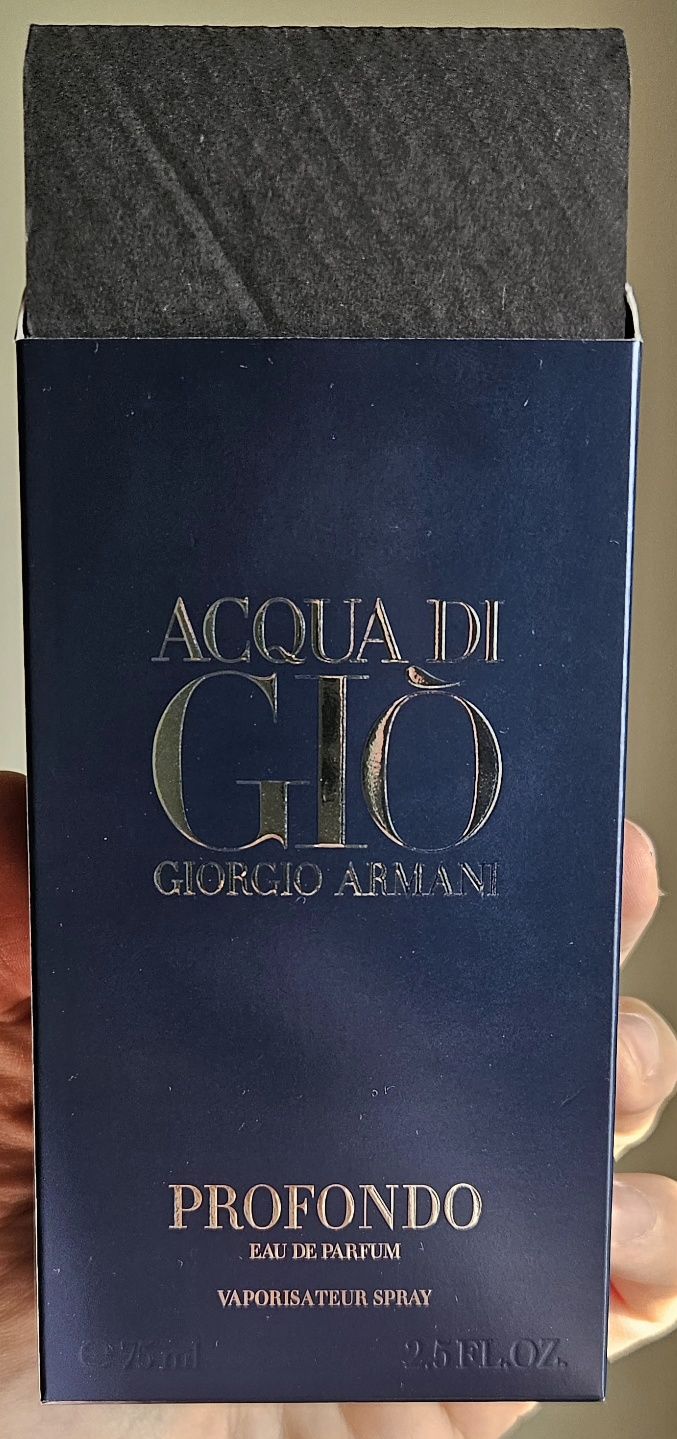 ACQUA DI
GIÒ
GIORGIO ARMANI
PROFONDO
EAU DE PARFUM
VAPORISATEUR SPRAY
℮ 75 ml 2.5 FL.OZ.